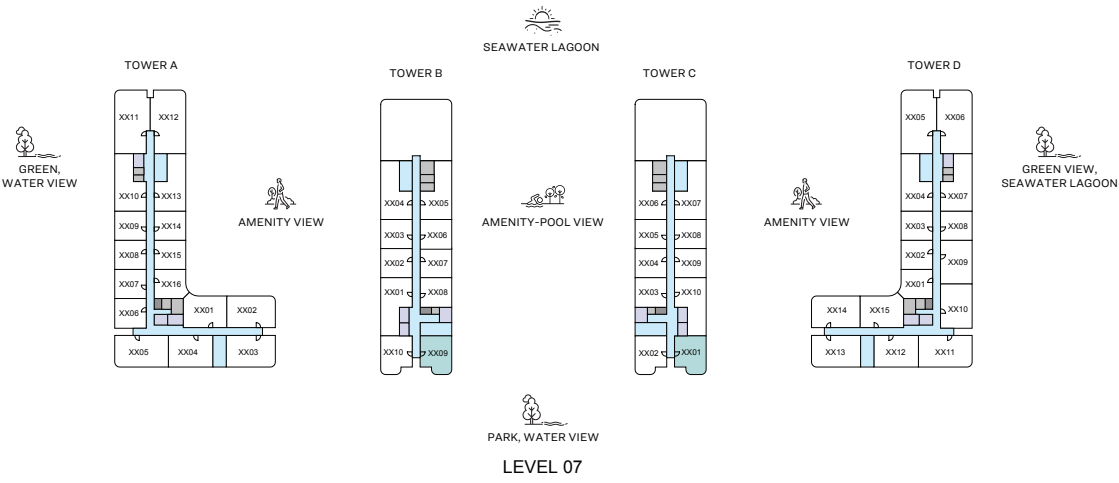 SEAWATER LAGOON
TOWER A
TOWER B
TOWER C
TOWER D
XX11 XX12
XX10 XX13
XX09 XX14
XX08 XX15
XX07 XX16
XX06 XX01 XX02
XX05 XX04 XX03
XX04 XX05
XX03 XX06
XX02 XX07
XX01 XX08
XX10 XX09
XX06 XX07
XX05 XX08
XX04 XX09
XX03 XX10
XX02 XX01
XX05 XX06
XX04 XX07
XX03 XX08
XX02 XX09
XX01
XX14 XX15 XX10
XX13 XX12 XX11
GREEN,
WATER VIEW
AMENITY VIEW
AMENITY-POOL VIEW
AMENITY VIEW
GREEN VIEW,
SEAWATER LAGOON
PARK, WATER VIEW
LEVEL 07